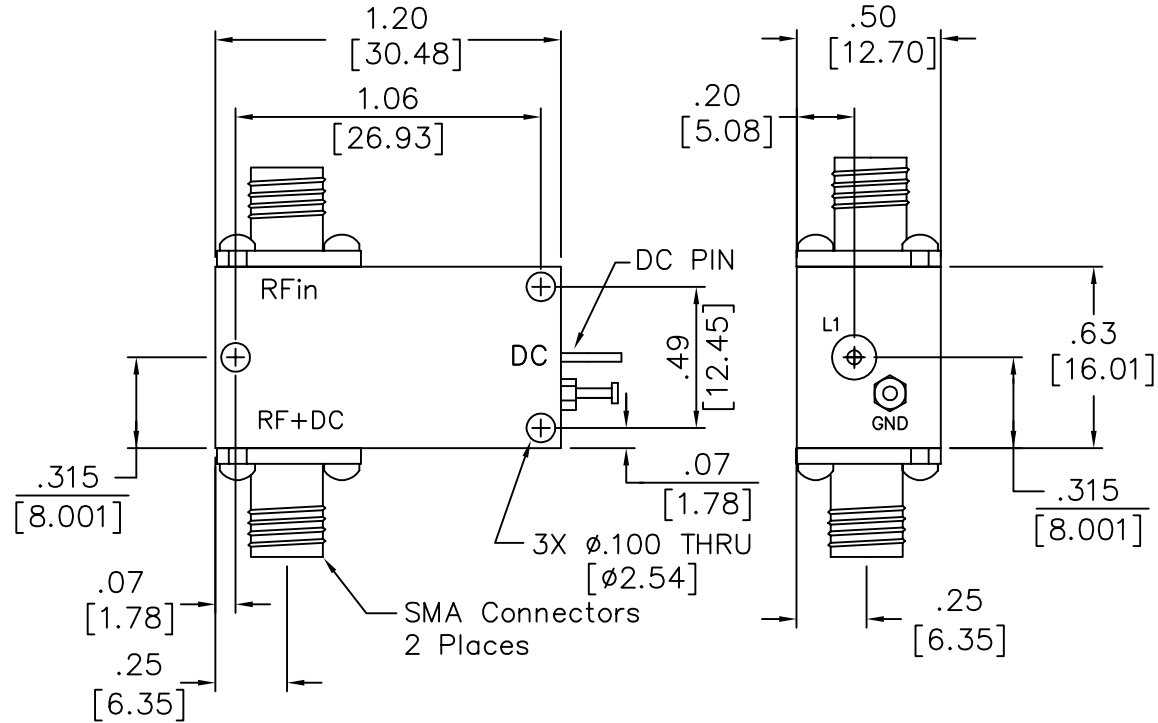 1.20
[30.48]
.50
[12.70]
1.06
[26.93]
.20
[5.08]
DC PIN
RFin
L1
DC
.49
[12.45]
.63
[16.01]
RF+DC
GND
.315
[8.001]
.07
[1.78]
.315
[8.001]
3X ø.100 THRU
[ø2.54]
.07
[1.78]
SMA Connectors
2 Places
.25
[6.35]
.25
[6.35]